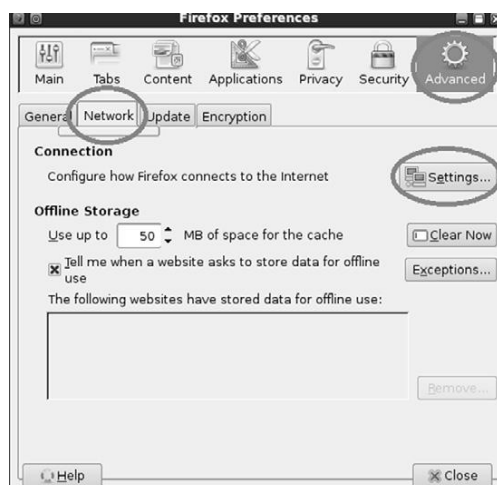 Firefox Preferences
Main Tabs Content Applications Privacy Security Advanced
General Network Update Encryption
Connection
Configure how Firefox connects to the Internet
Settings...
Offline Storage
Use up to 50 MB of space for the cache
Clear Now
Tell me when a website asks to store data for offline
use
Exceptions...
The following websites have stored data for offline use:
Remove...
Help
Close